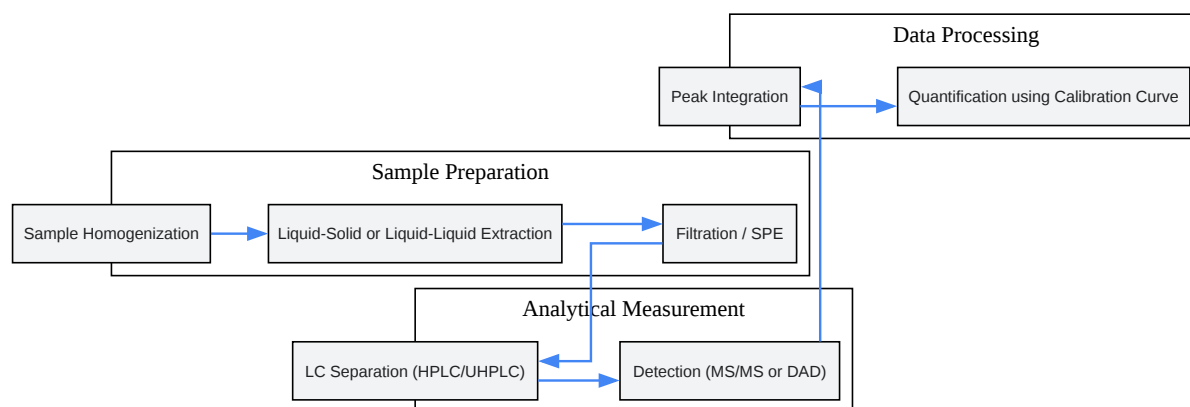 Data Processing
Peak Integration
Quantification using Calibration Curve
Sample Preparation
Sample Homogenization
Liquid-Solid or Liquid-Liquid Extraction
Filtration / SPE
Analytical Measurement
LC Separation (HPLC/UHPLC)
Detection (MS/MS or DAD)